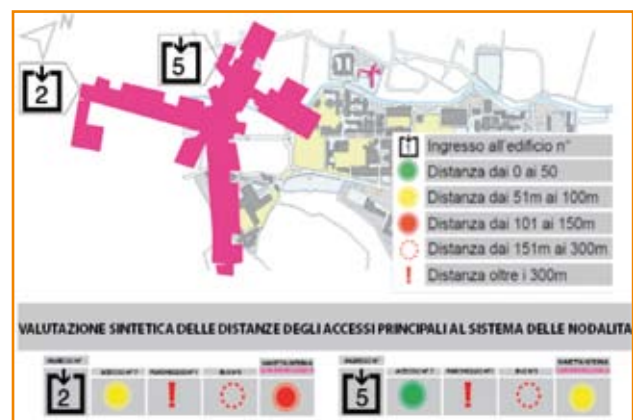 N
2
5
Ingresso all'edificio n°
Distanza dai 0 ai 50
Distanza dai 51m ai 100m
Distanza dai 101 ai 150m
Distanza dai 151m ai 300m
Distanza oltre i 300m
VALUTAZIONE SINTETICA DELLE DISTANZE DEGLI ACCESSI PRINCIPALI AL SISTEMA DELLE NODALITA
2
5